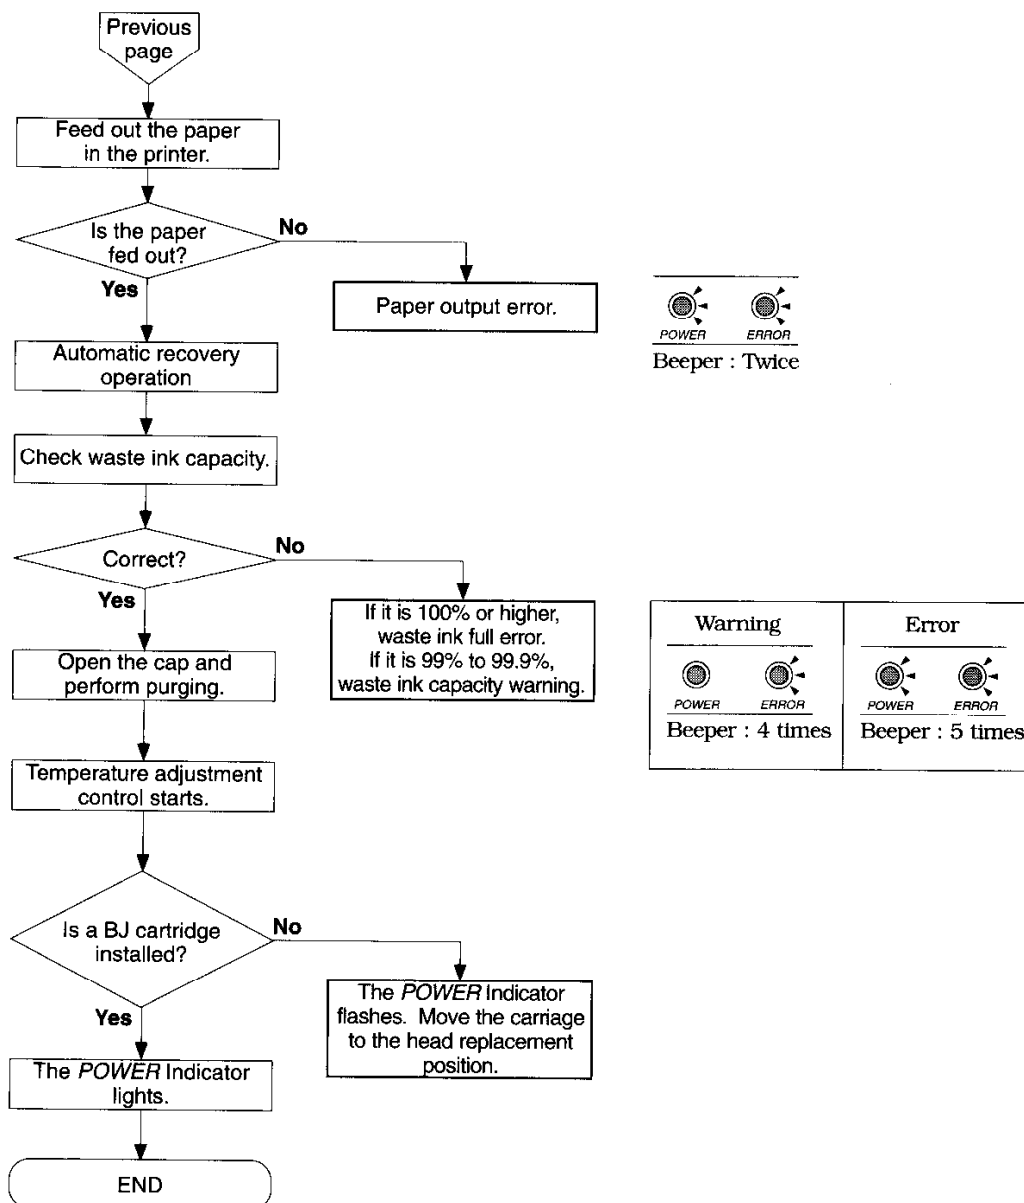 Previous
page
Feed out the paper
in the printer.
Is the paper
fed out?
No
Yes
Paper output error.
POWER
ERROR
Beeper : Twice
Automatic recovery
operation
Check waste ink capacity.
Correct?
No
Yes
If it is 100% or higher,
waste ink full error.
If it is 99% to 99.9%,
waste ink capacity warning.
Warning
POWER
ERROR
Beeper : 4 times
Error
POWER
ERROR
Beeper : 5 times
Open the cap and
perform purging.
Temperature adjustment
control starts.
Is a BJ cartridge
installed?
No
Yes
The POWER Indicator
flashes. Move the carriage
to the head replacement
position.
The POWER Indicator
lights.
END